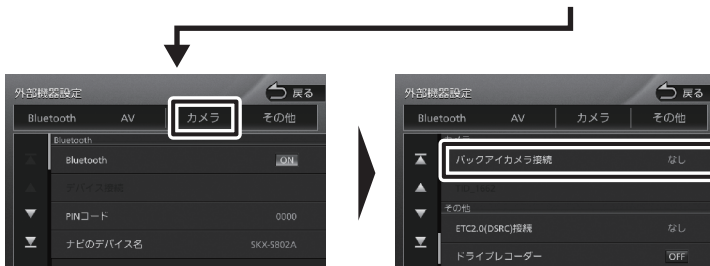 外部機器設定
戻る
Bluetooth
AV
カメラ
その他
Bluetooth
Bluetooth
ON
デバイス接続
PINコード
0000
ナビのデバイス名
SKX-S802A
外部機器設定
戻る
Bluetooth
AV
カメラ
その他
カメラ
バックアイカメラ接続
なし
その他
ETC2.0(DSRC)接続
なし
ドライブレコーダー
OFF